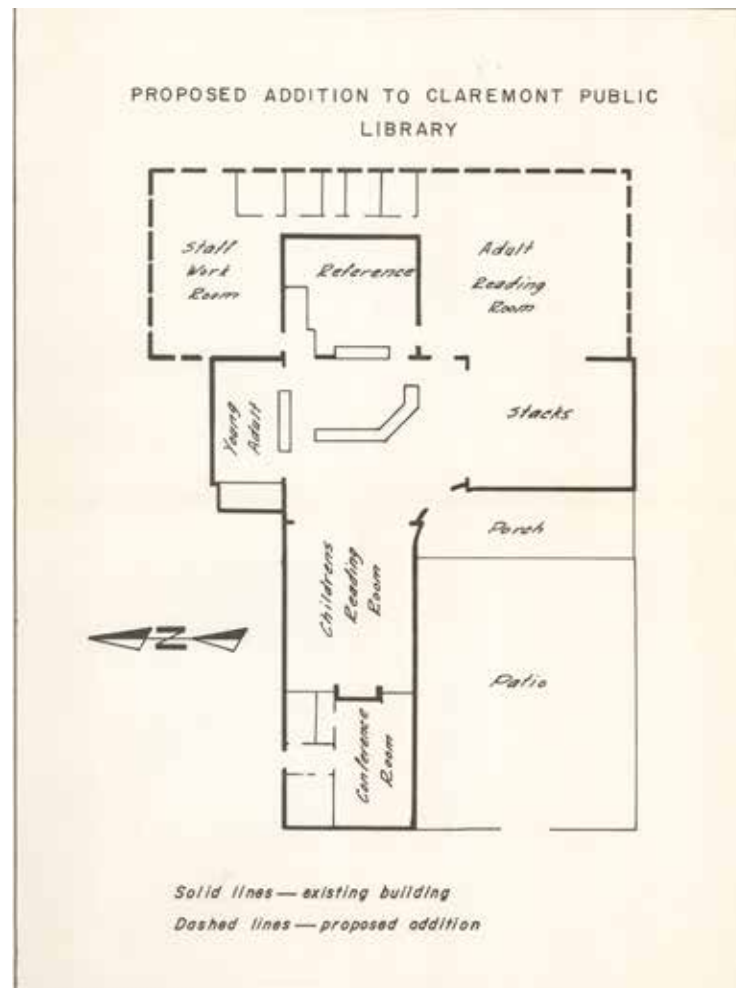 PROPOSED ADDITION TO CLAREMONT PUBLIC
LIBRARY
Staff
Work
Room
Reference
Adult
Reading
Room
Young
Adult
Stacks
Porch
Childrens
Reading
Room
N
Patio
Conference
Room
Solid lines — existing building
Dashed lines — proposed addition